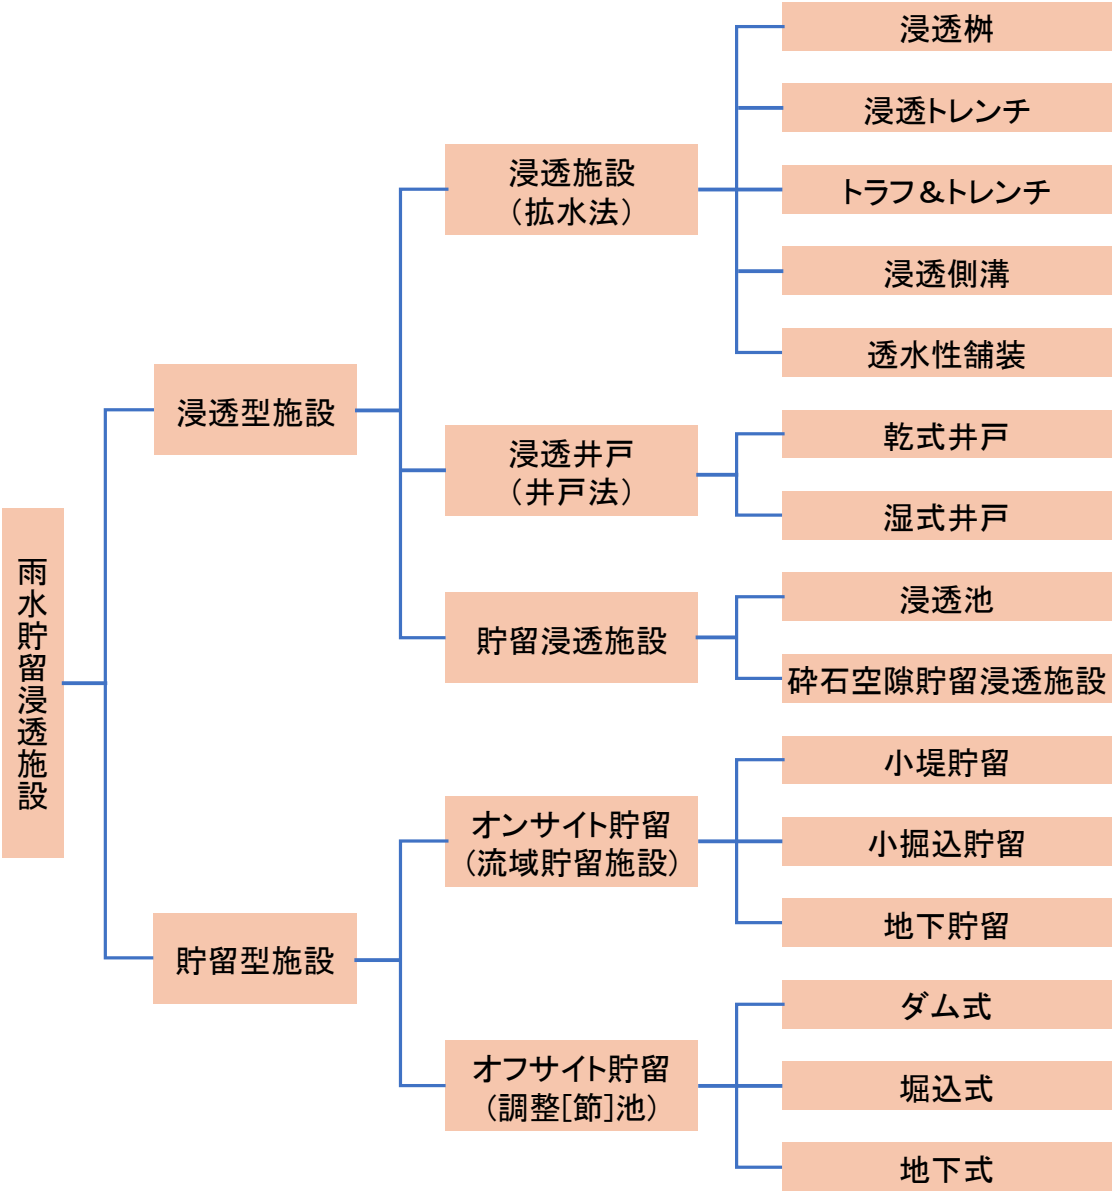 雨水貯留浸透施設
浸透型施設
浸透施設
（拡水法）
浸透桝
浸透トレンチ
トラフ＆トレンチ
浸透側溝
透水性舗装
浸透井戸
（井戸法）
乾式井戸
湿式井戸
貯留浸透施設
浸透池
砕石空隙貯留浸透施設
貯留型施設
オンサイト貯留
（流域貯留施設）
小堤貯留
小掘込貯留
地下貯留
オフサイト貯留
（調整[節]池）
ダム式
堀込式
地下式